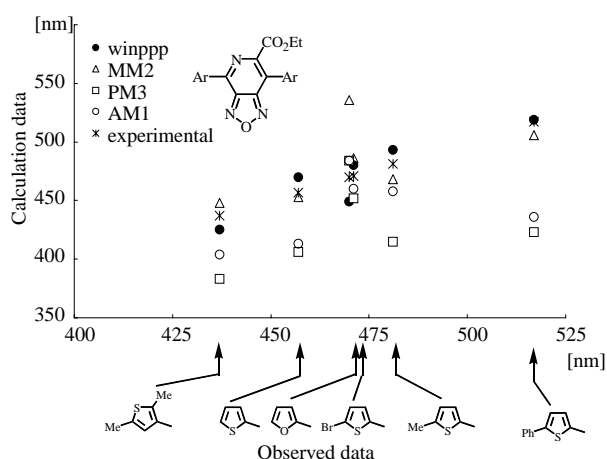 [nm]
550
500
450
400
350
Calculation data
winppp
MM2
PM3
AM1
experimental
CO2Et
N
Ar
Ar
N
N
O
400
425
450
475
500
525
[nm]
Me
S
Me
S
O
Br
S
Me
S
Ph
S
Observed data